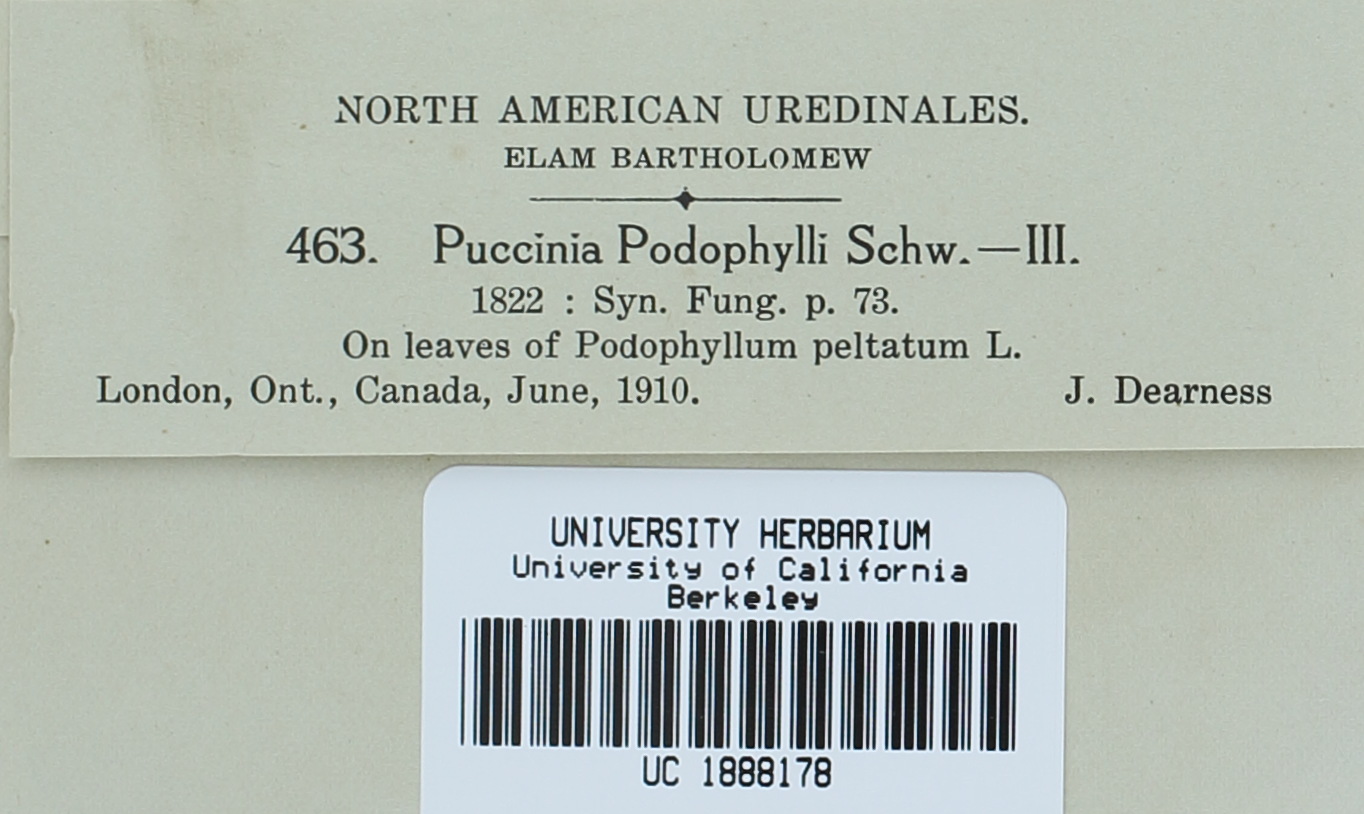 NORTH AMERICAN UREDINALES.
ELAM BARTHOLOMEW
463. Puccinia Podophylli Schw.—III.
1822 : Syn. Fung. p. 73.
On leaves of Podophyllum peltatum L.
London, Ont., Canada, June, 1910. J. Dearness
UNIVERSITY HERBARIUM
University of California
Berkeley
UC 1888178